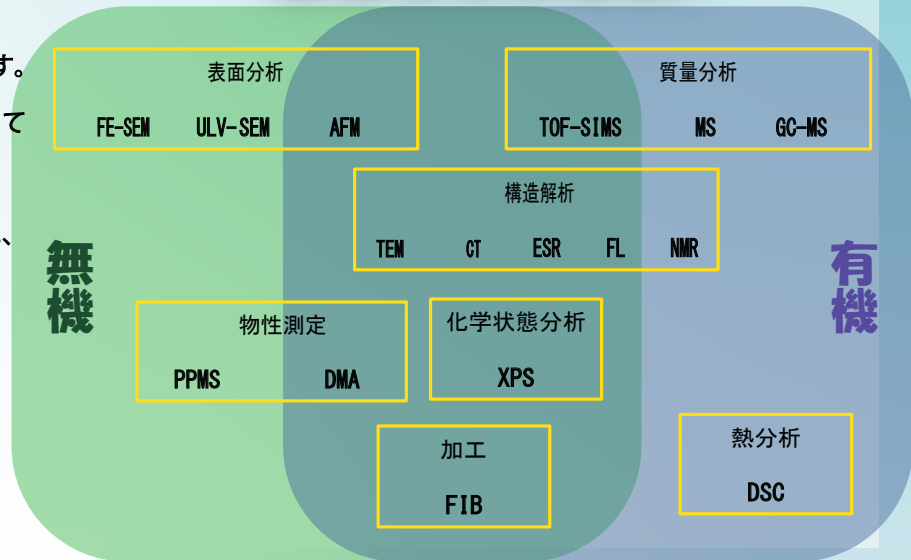 す。
て
、
表面分析
FE-SEM ULV-SEM AFM
質量分析
TOF-SIMS MS GC-MS
構造解析
TEM CT ESR FL NMR
無機
有機
物性測定
PPMS DMA
化学状態分析
XPS
加工
FIB
熱分析
DSC